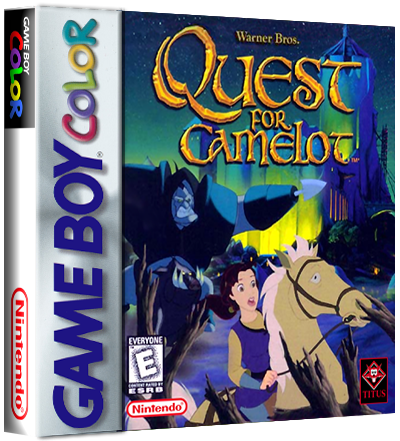 GAME BOY
COLOR
Nintendo
GAME BOY COLOR
Warner Bros.
QUEST
FOR
CAMELOT
TM
EVERYONE
E
CONTENT RATED BY
ESRB
Nintendo
TITUS